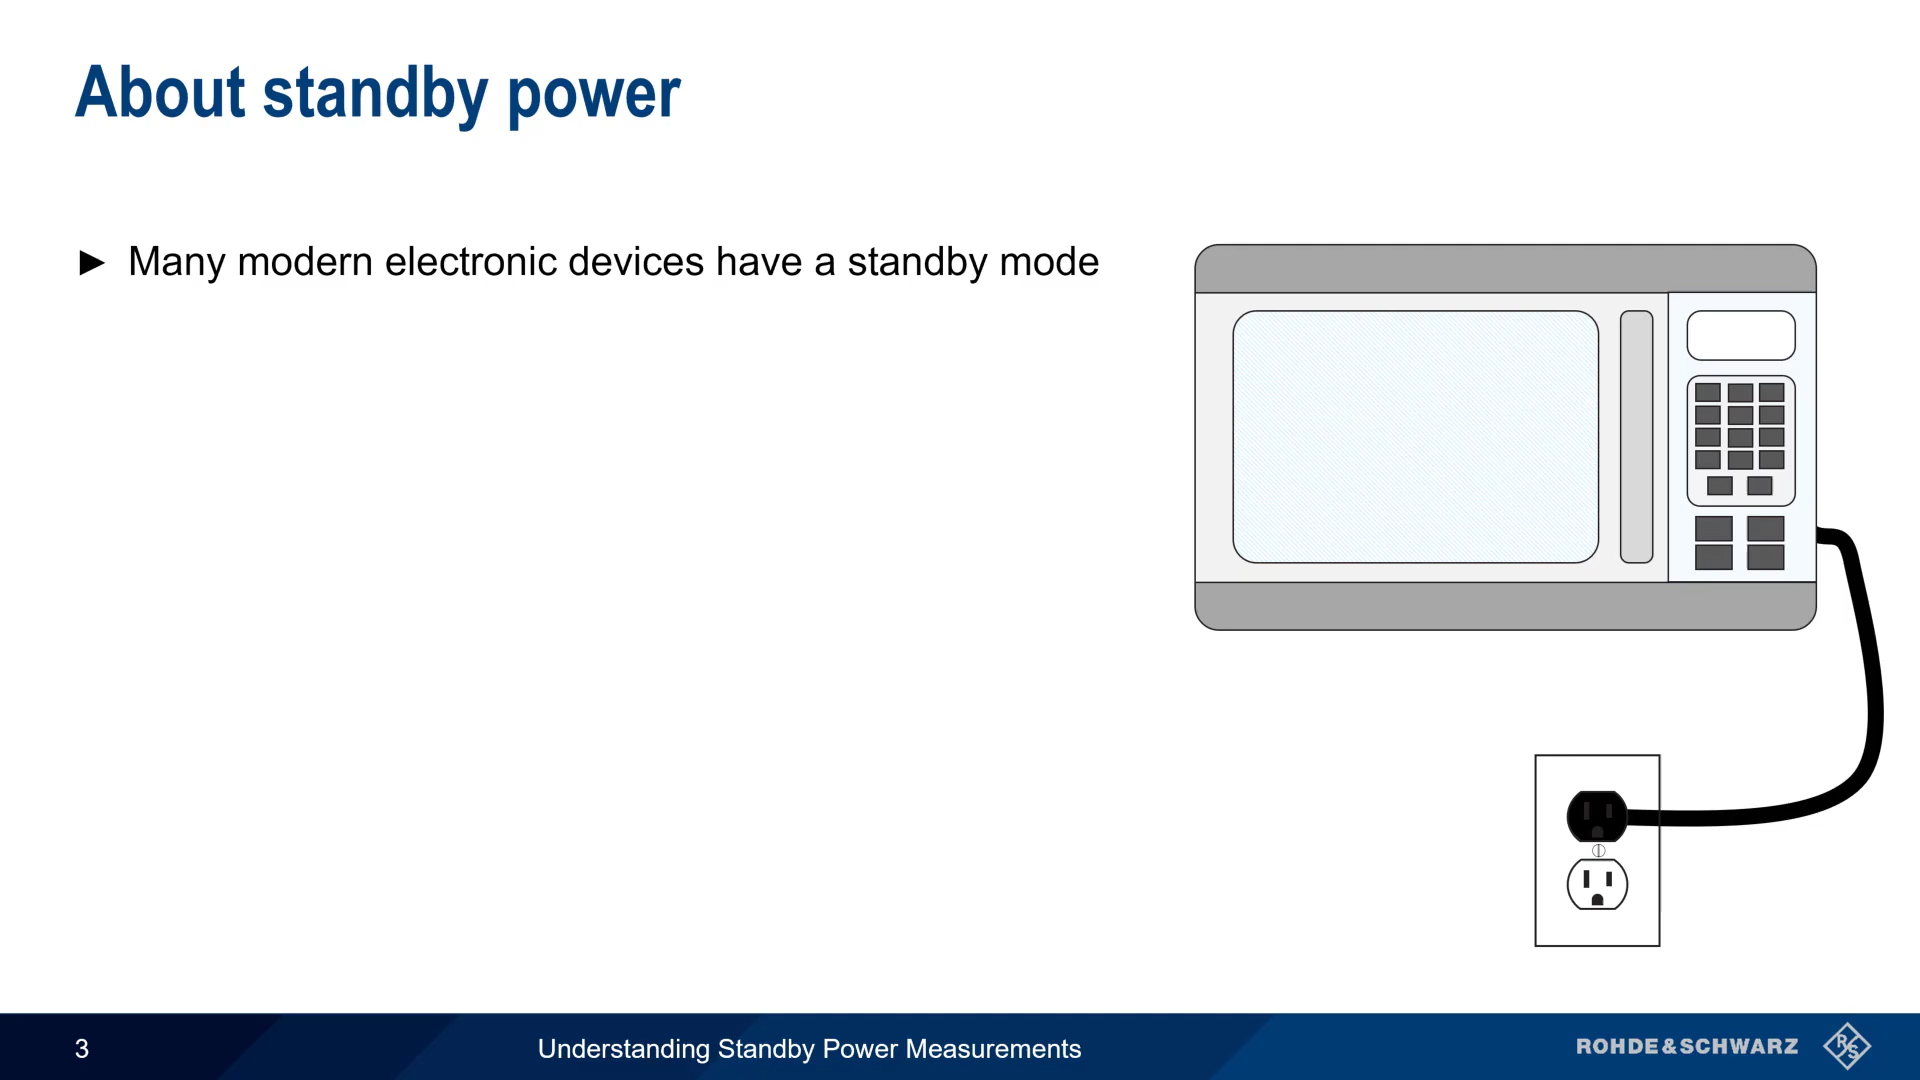 About standby power
► Many modern electronic devices have a standby mode
3
Understanding Standby Power Measurements
ROHDE&SCHWARZ
R&S